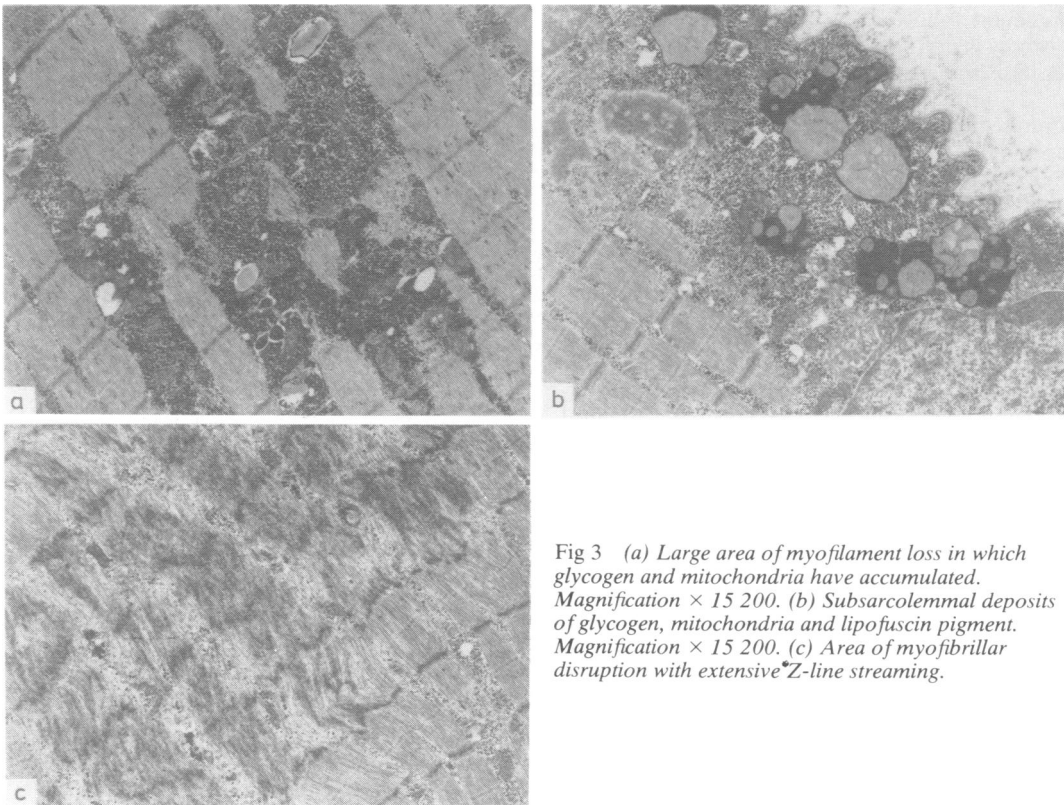 a
b
c
Fig 3 (a) Large area of myofilament loss in which
glycogen and mitochondria have accumulated.
Magnification × 15 200. (b) Subsarcolemmal deposits
of glycogen, mitochondria and lipofuscin pigment.
Magnification × 15 200. (c) Area of myofibrillar
disruption with extensive Z-line streaming.